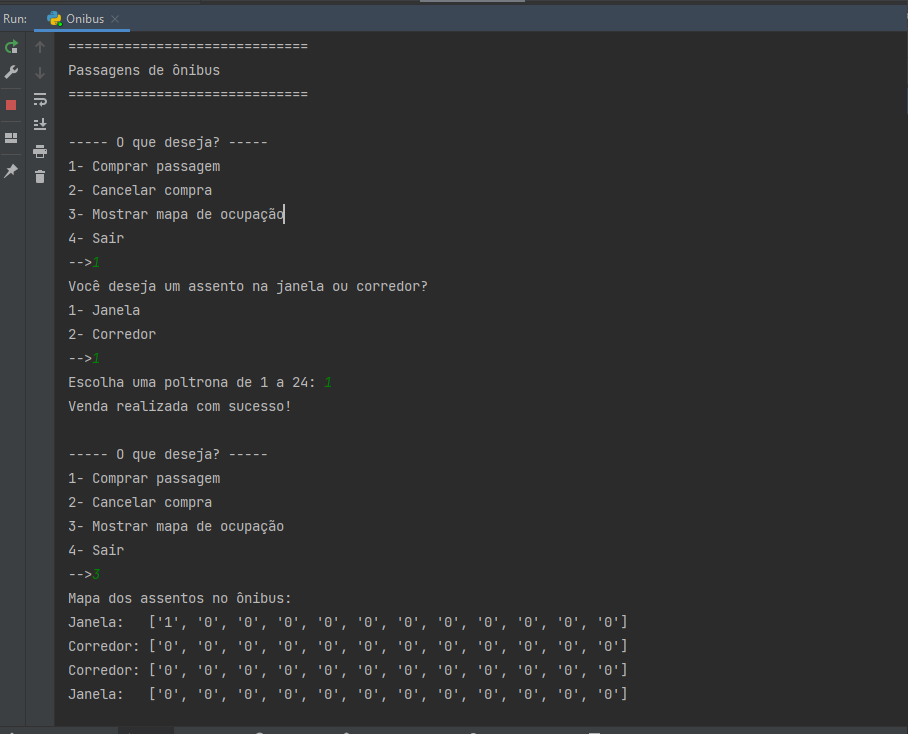 Run: Onibus
==============================
Passagens de ônibus
==============================
----- O que deseja? -----
1- Comprar passagem
2- Cancelar compra
3- Mostrar mapa de ocupação
4- Sair
-->1
Você deseja um assento na janela ou corredor?
1- Janela
2- Corredor
-->1
Escolha uma poltrona de 1 a 24: 1
Venda realizada com sucesso!
----- O que deseja? -----
1- Comprar passagem
2- Cancelar compra
3- Mostrar mapa de ocupação
4- Sair
-->3
Mapa dos assentos no ônibus:
Janela:   ['1', '0', '0', '0', '0', '0', '0', '0', '0', '0', '0', '0']
Corredor: ['0', '0', '0', '0', '0', '0', '0', '0', '0', '0', '0', '0']
Corredor: ['0', '0', '0', '0', '0', '0', '0', '0', '0', '0', '0', '0']
Janela:   ['0', '0', '0', '0', '0', '0', '0', '0', '0', '0', '0', '0']